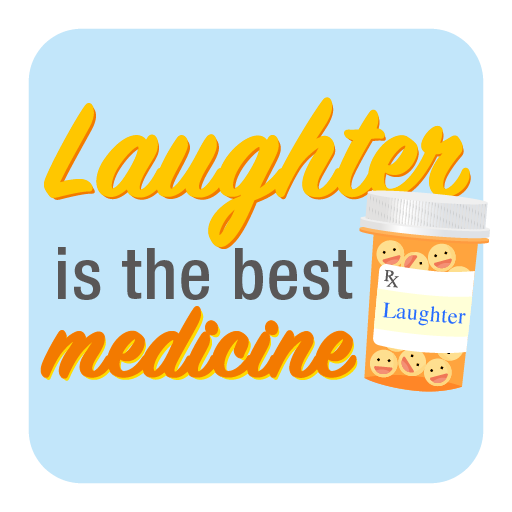 Laughter
is the best
medicine
Rx
Laughter